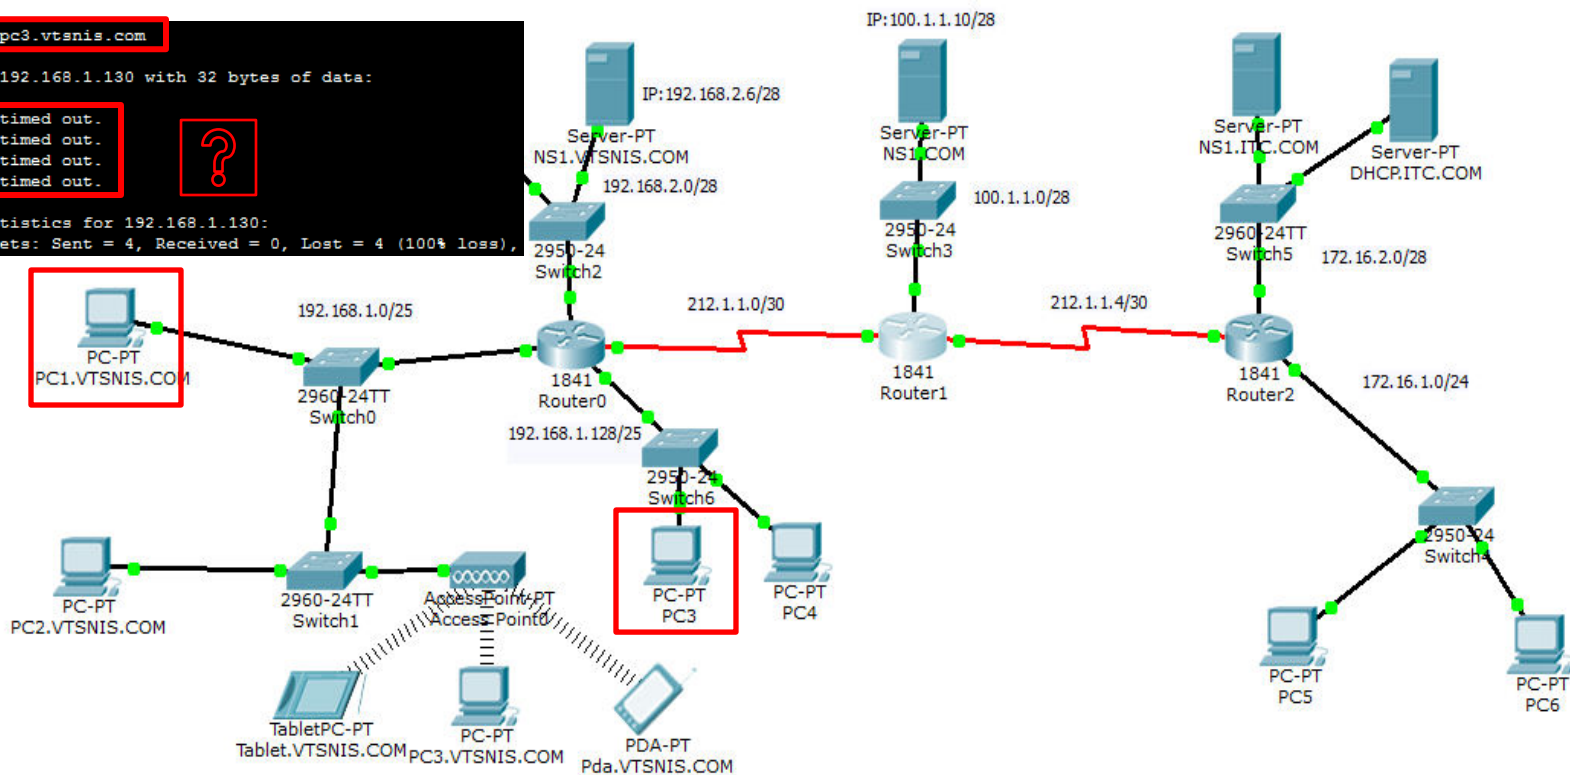 pc3.vtsnis.com
192.168.1.130 with 32 bytes of data:
timed out.
timed out.
timed out.
timed out.
?
tistics for 192.168.1.130:
ets: Sent = 4, Received = 0, Lost = 4 (100% loss),
IP:192.168.2.6/28
Server-PT
NS1.VTSNIS.COM
192.168.2.0/28
2950-24
Switch2
IP:100.1.1.10/28
Server-PT
NS1.COM
100.1.1.0/28
2950-24
Switch3
Server-PT
NS1.ITC.COM
Server-PT
DHCP.ITC.COM
2960-24TT
Switch5
172.16.2.0/28
PC-PT
PC1.VTSNIS.COM
192.168.1.0/25
2960-24TT
Switch0
1841
Router0
212.1.1.0/30
1841
Router1
212.1.1.4/30
1841
Router2
172.16.1.0/24
192.168.1.128/25
2950-24
Switch6
PC-PT
PC3
PC-PT
PC4
2950-24
Switch4
PC-PT
PC5
PC-PT
PC6
PC-PT
PC2.VTSNIS.COM
2960-24TT
Switch1
AccessPoint-PT
Access Point0
TabletPC-PT
Tablet.VTSNIS.COM
PC-PT
PC3.VTSNIS.COM
PDA-PT
Pda.VTSNIS.COM